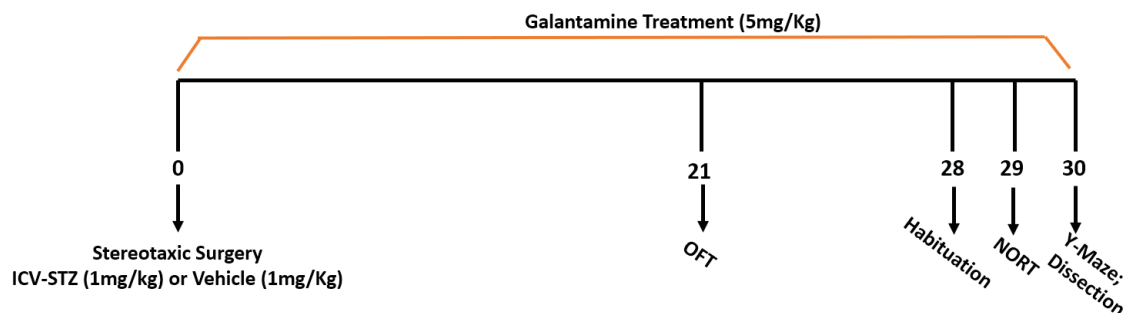 Galantamine Treatment (5mg/Kg)
0
21
28
29
30
Stereotaxic Surgery
ICV-STZ (1mg/kg) or Vehicle (1mg/Kg)
OFT
Habituation
NORT
Y-Maze;
Dissection